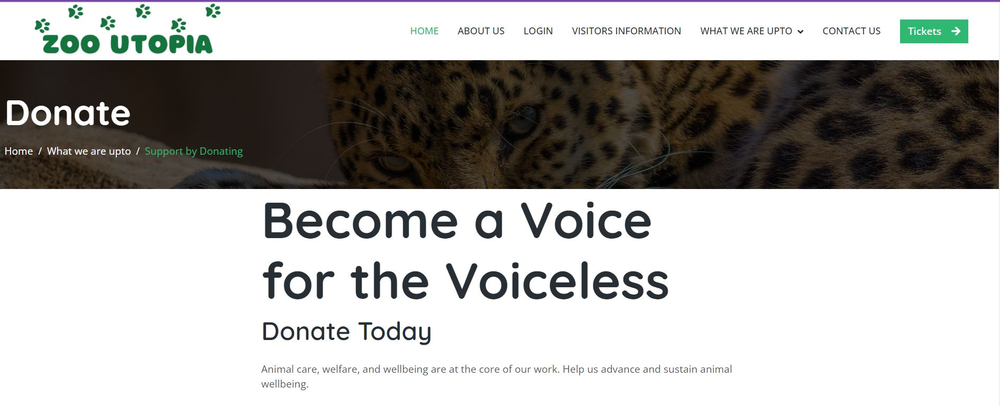 ZOO UTOPIA
HOME ABOUT US LOGIN VISITORS INFORMATION WHAT WE ARE UPTO CONTACT US Tickets
Donate
Home / What we are upto / Support by Donating
Become a Voice
for the Voiceless
Donate Today
Animal care, welfare, and wellbeing are at the core of our work. Help us advance and sustain animal
wellbeing.